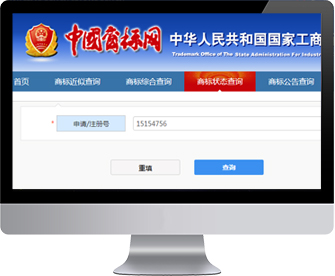 中国商标网 中华人民共和国国家工商
Trademark Office of The State Administration For Indust
首页 商标近似查询 商标综合查询 商标状态查询 商标公告查询
* 申请/注册号 15154756
重填 查询